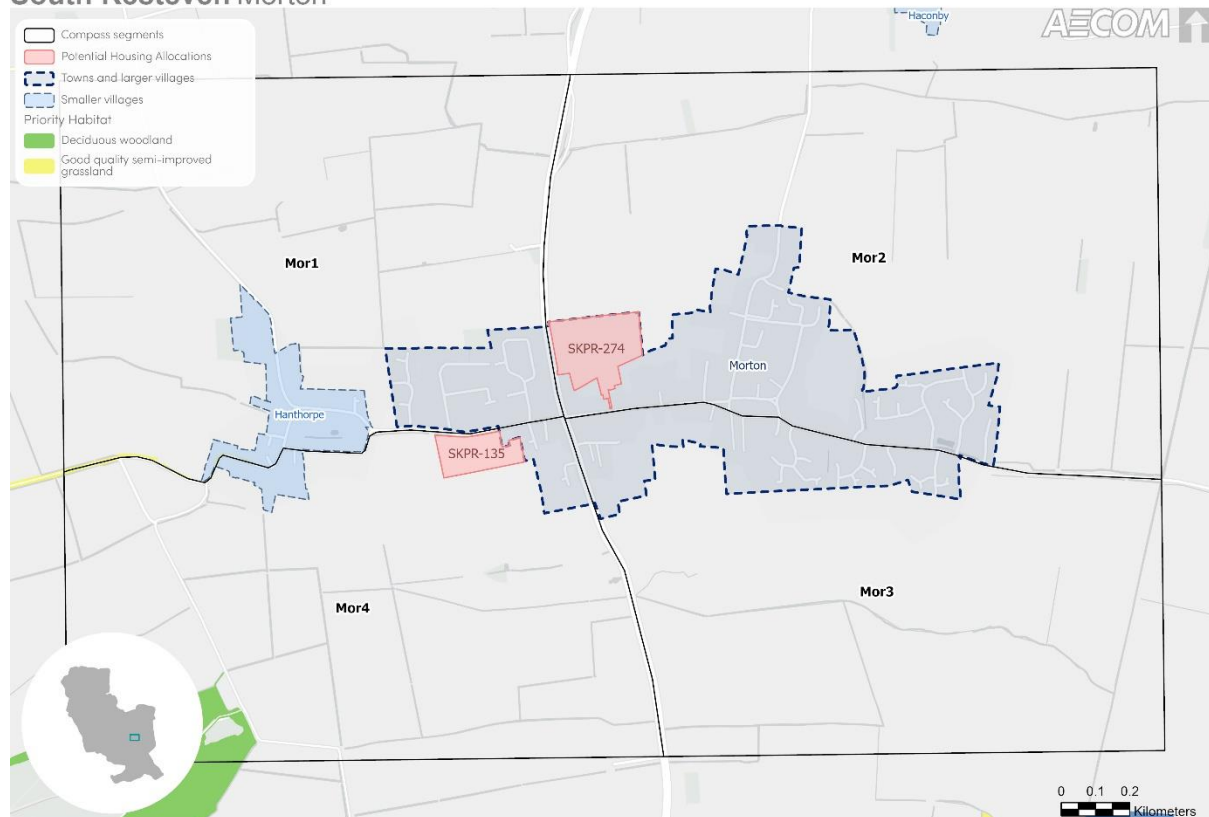 South Kesteven Morton
Compass segments
Potential Housing Allocations
Towns and larger villages
Smaller villages
Priority Habitat
Deciduous woodland
Good quality semi-improved
grassland
Haconby
AECOM
Mor1
Mor2
SKPR-274
Morton
Hanthorpe
SKPR-135
Mor4
Mor3
0 0.1 0.2
Kilometers